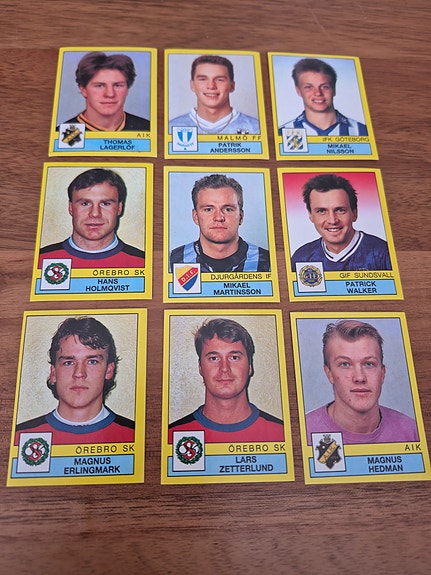 AIK
THOMAS
LAGERLÖF
MALMÖ FF
PATRIK
ANDERSSON
IFK GÖTEBORG
MIKAEL
NILSSON
ÖREBRO SK
HANS
HOLMQVIST
D.I.F.
DJURGÅRDENS IF
MIKAEL
MARTINSSON
GIF SUNDSVALL
PATRICK
WALKER
ÖREBRO SK
MAGNUS
ERLINGMARK
ÖREBRO SK
LARS
ZETTERLUND
AIK
MAGNUS
HEDMAN